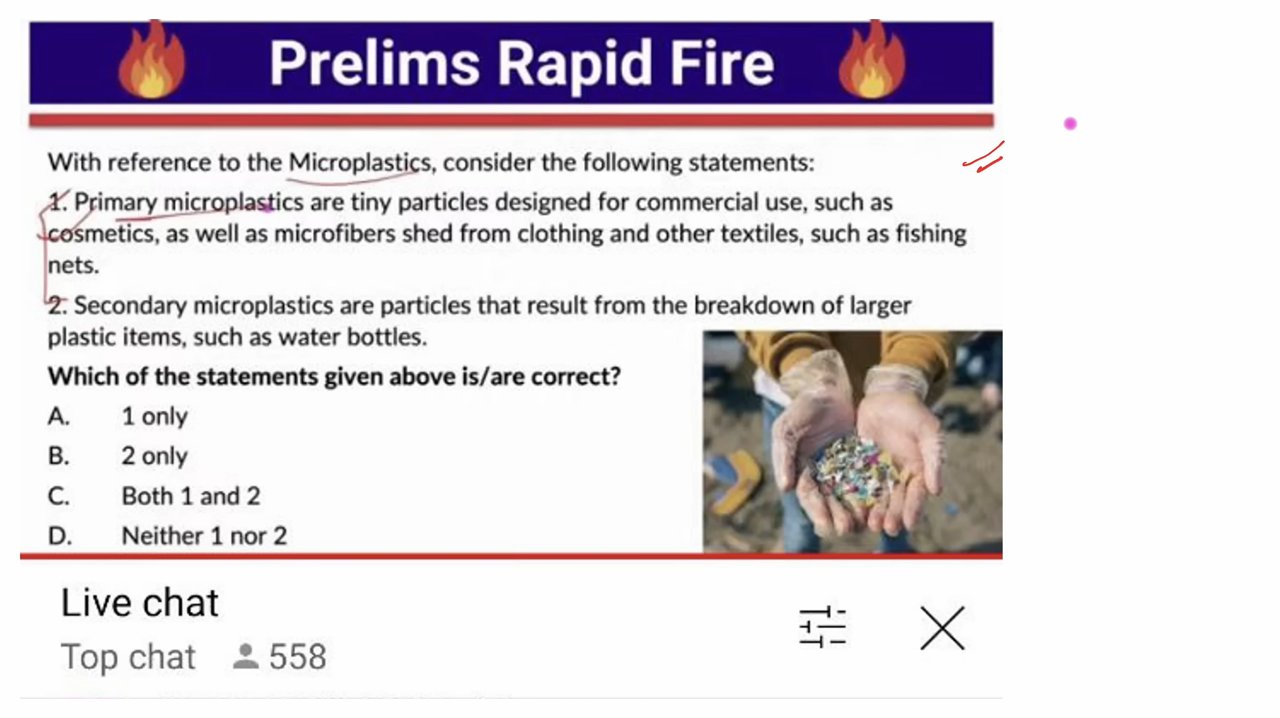 Prelims Rapid Fire
With reference to the Microplastics, consider the following statements:
1. Primary microplastics are tiny particles designed for commercial use, such as
cosmetics, as well as microfibers shed from clothing and other textiles, such as fishing
nets.
2. Secondary microplastics are particles that result from the breakdown of larger
plastic items, such as water bottles.
Which of the statements given above is/are correct?
A. 1 only
B. 2 only
C. Both 1 and 2
D. Neither 1 nor 2
Live chat
Top chat 558